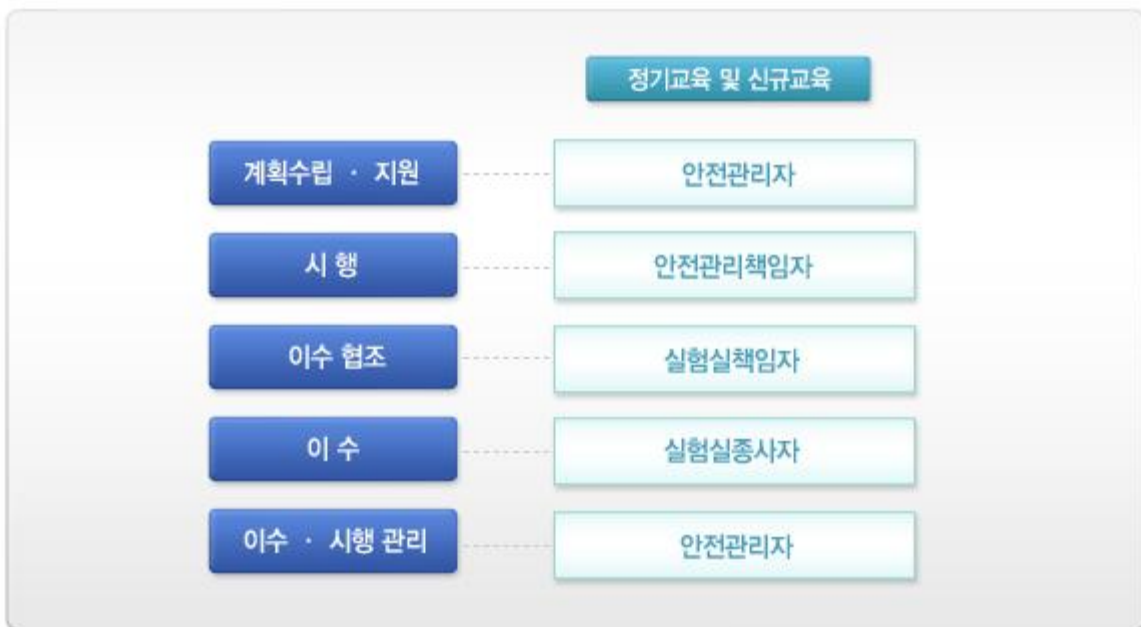 정기교육 및 신규교육
계획수립 · 지원 안전관리자
시 행 안전관리책임자
이수 협조 실험실책임자
이 수 실험실종사자
이수 · 시행 관리 안전관리자